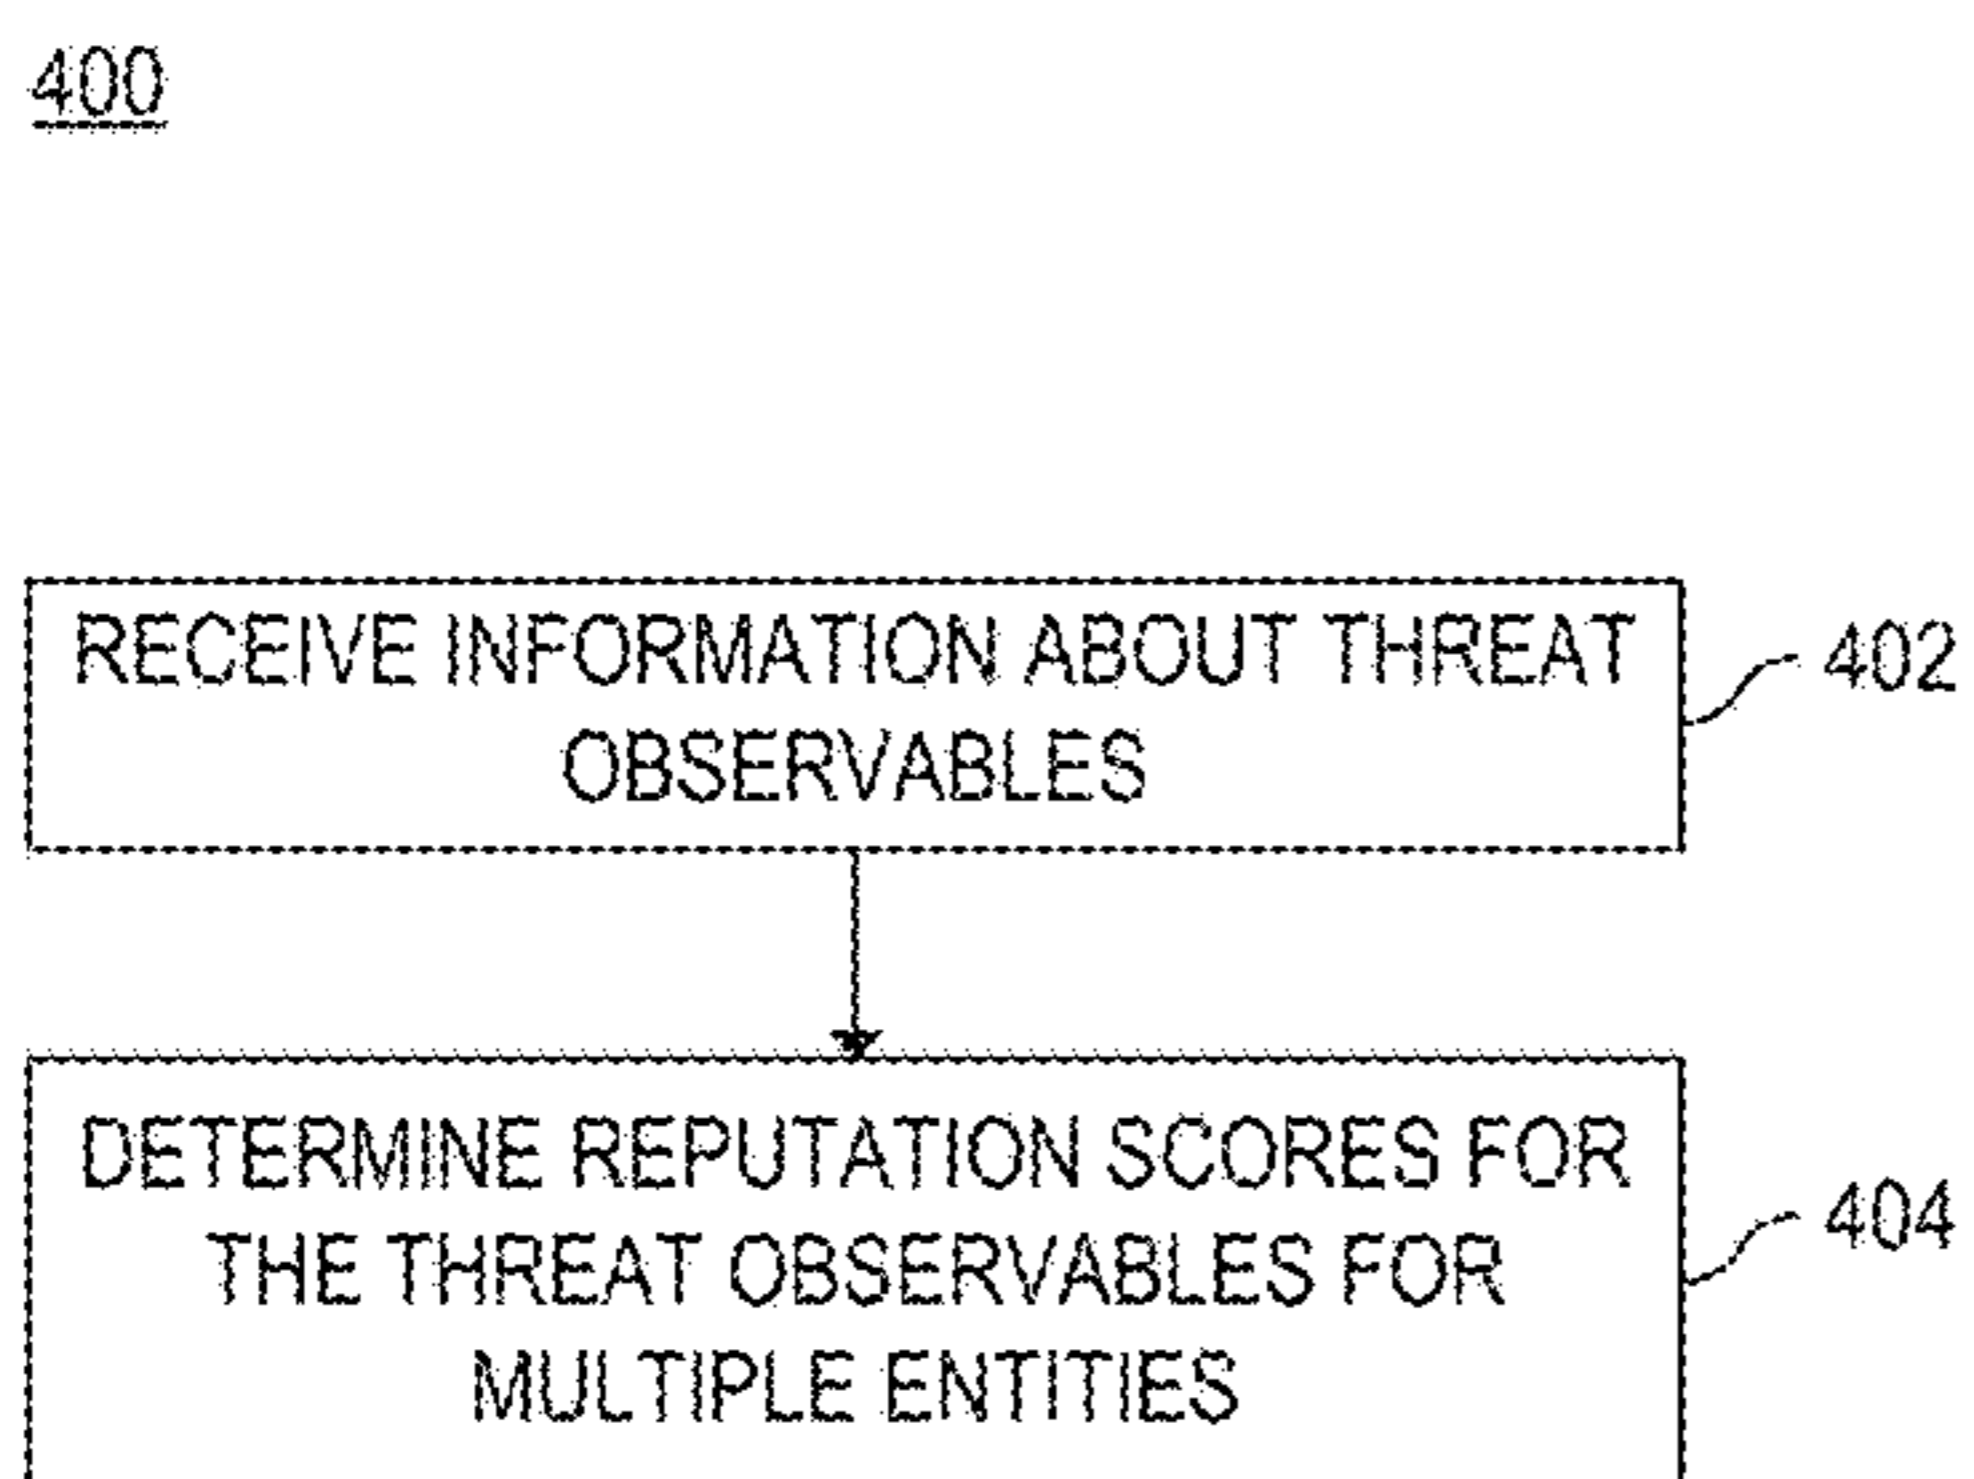 400
RECEIVE INFORMATION ABOUT THREAT
OBSERVABLES
402
DETERMINE REPUTATION SCORES FOR
THE THREAT OBSERVABLES FOR
MULTIPLE ENTITIES
404